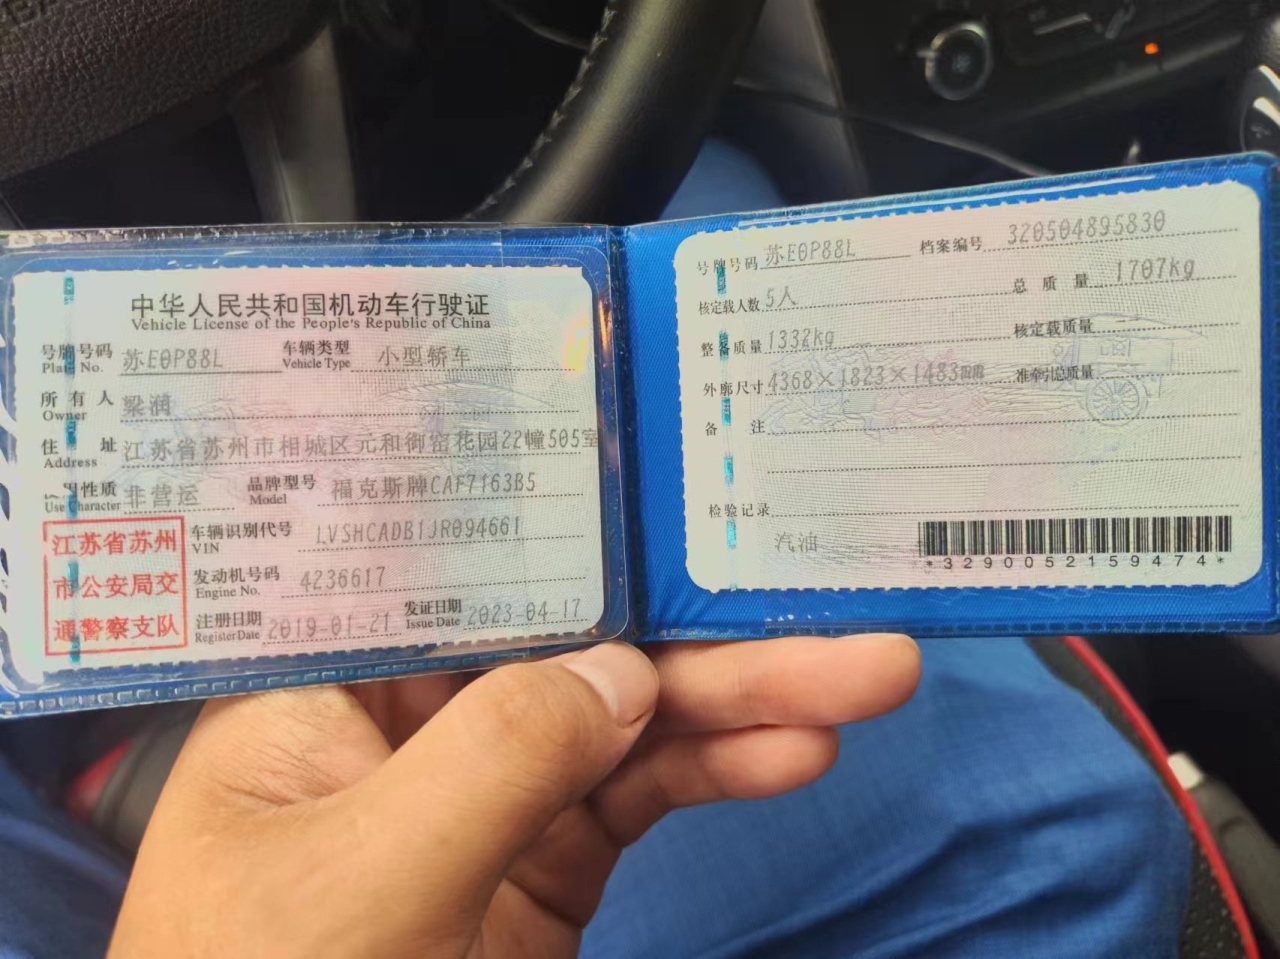 中华人民共和国机动车行驶证
Vehicle License of the People's Republic of China
号牌号码 苏E0P88L 车辆类型 小型轿车
Plate No. Vehicle Type
所有人 梁润
Owner
住址 江苏省苏州市相城区元和御窑花园22幢505室
Address
使用性质 非营运 品牌型号 福克斯牌CAF7163B5
Use Character Model
江苏省苏州
市公安局交
通警察支队
车辆识别代号 LVSHCADB1JR094661
VIN
发动机号码 4236617
Engine No.
注册日期 2019-01-21 发证日期 2023-04-17
Register Date Issue Date
号牌号码 苏E0P88L 档案编号 320504895830
核定载人数 5人 总质量 1707kg
整备质量 1332kg 核定载质量
外廓尺寸 4368×1823×1483mm 准牵引总质量
备注
检验记录
汽油
*3290052159474*